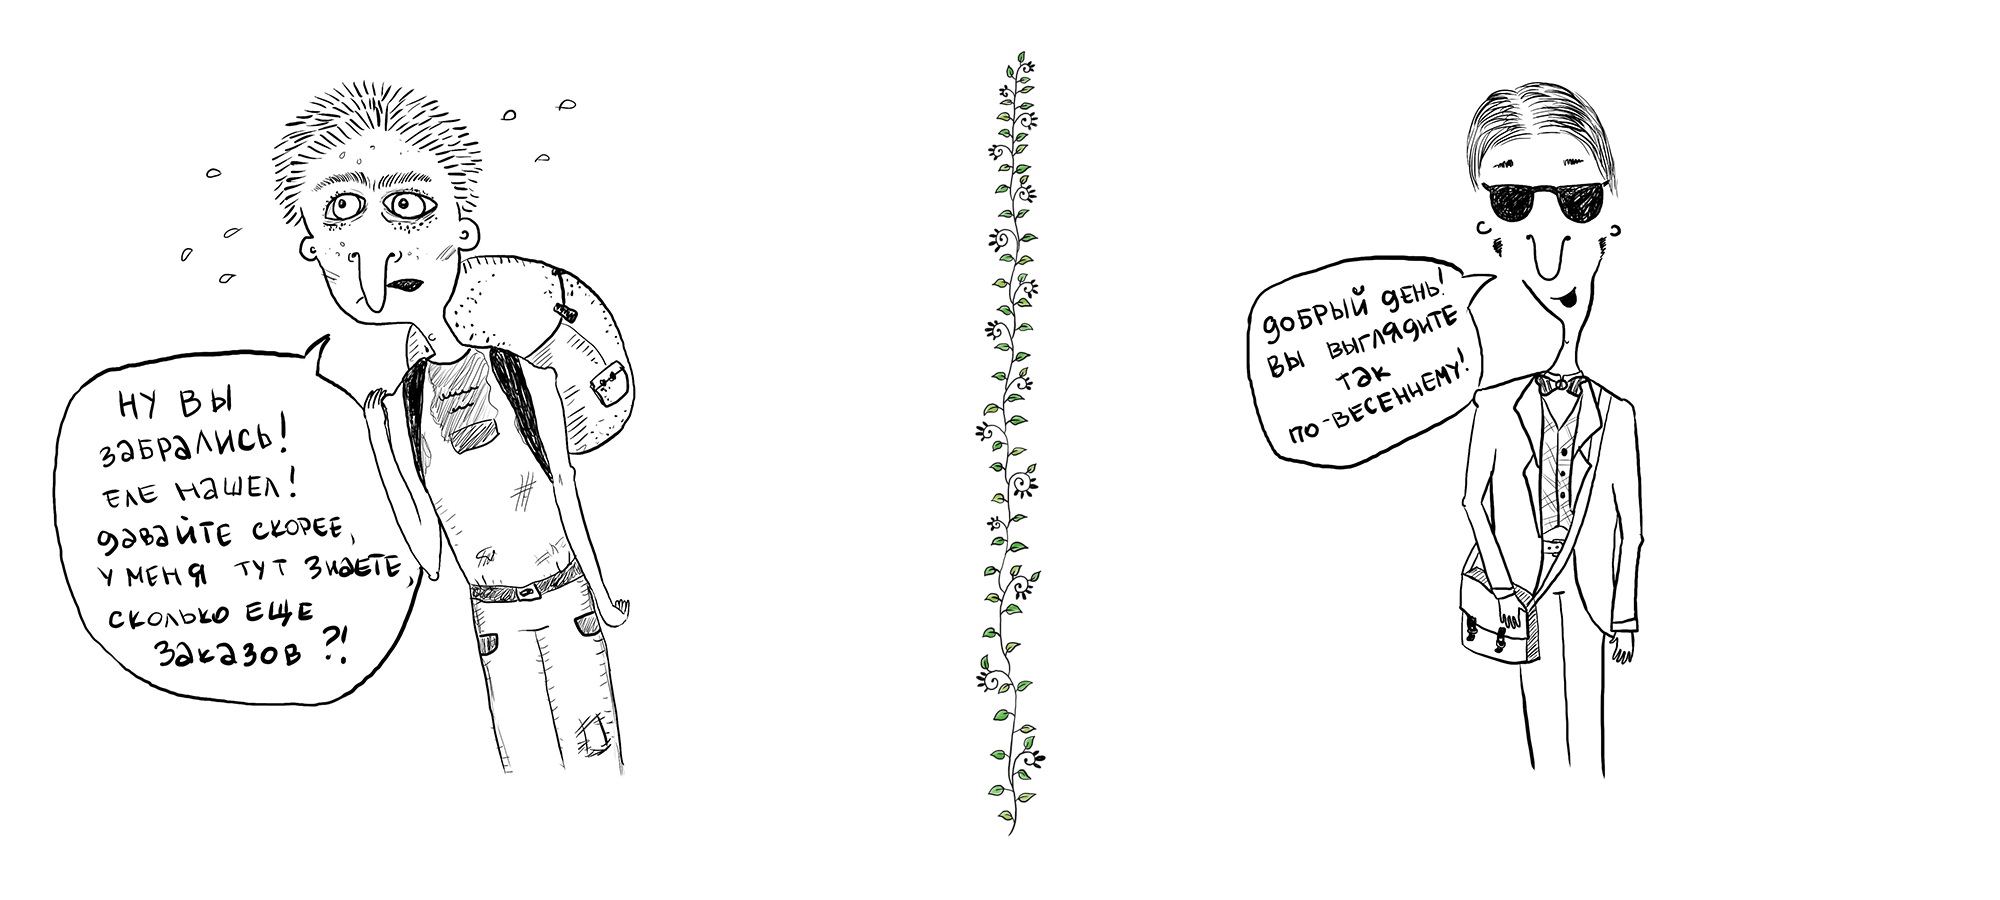 НУ ВЫ
ЗАБРАЛИСЬ!
ЕЛЕ НАШЕЛ!
ДАВАЙТЕ СКОРЕЕ,
У МЕНЯ ТУТ ЗНАЕТЕ,
СКОЛЬКО ЕЩЕ
ЗАКАЗОВ?!
ДОБРЫЙ ДЕНЬ!
ВЫ ВЫГЛЯДИТЕ
ТАК
ПО-ВЕСЕННЕМУ!